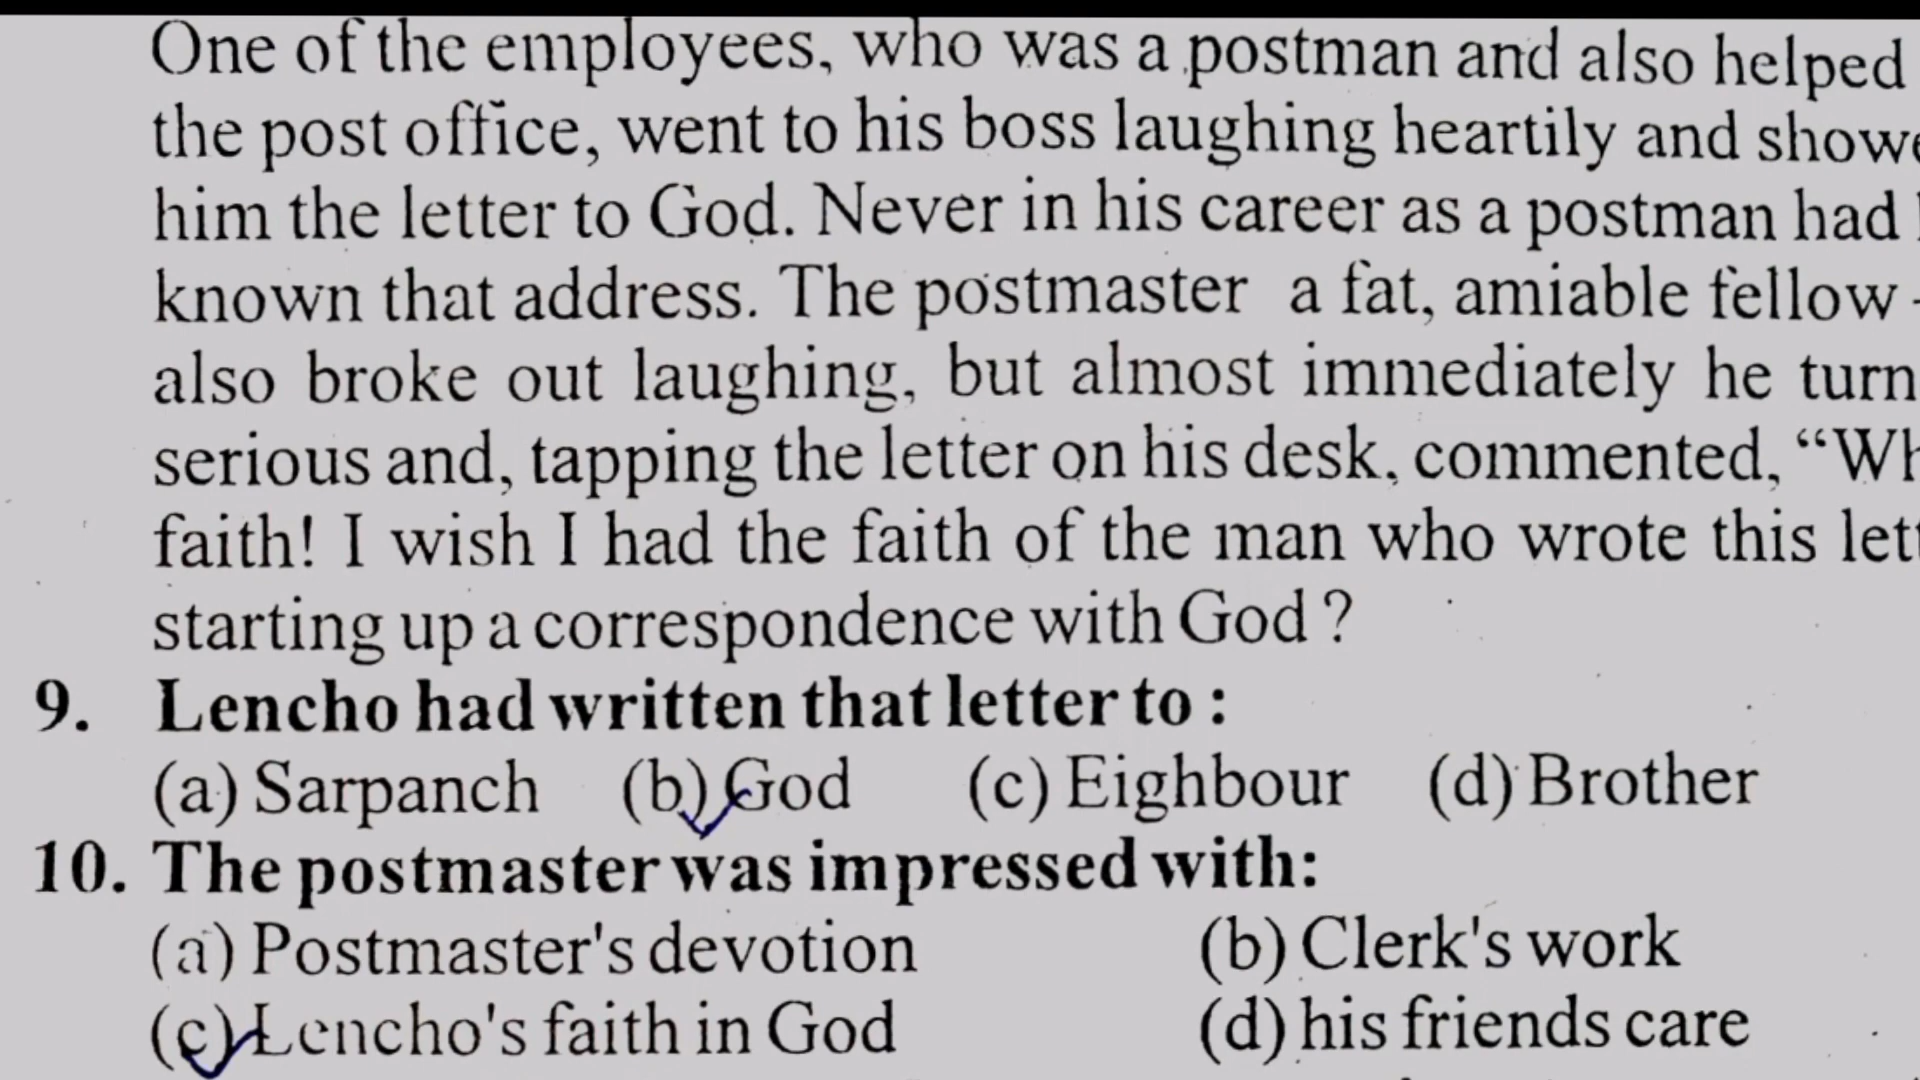 One of the employees, who was a postman and also helped
the post office, went to his boss laughing heartily and
him the letter to God. Never in his career as a postman had
known that address. The postmaster a fat, amiable fellow -
also broke out laughing, but almost immediately he turn
serious and, tapping the letter on his desk, commented, "Wh
faith! I wish I had the faith of the man who wrote this lett
starting up a correspondence with God ?
9. Lencho had written that letter to :
(a) Sarpanch (b) God (c) Eighbour (d) Brother
10. The postmaster was impressed with:
(a) Postmaster's devotion (b) Clerk's work
(c) Lencho's faith in God (d) his friends care